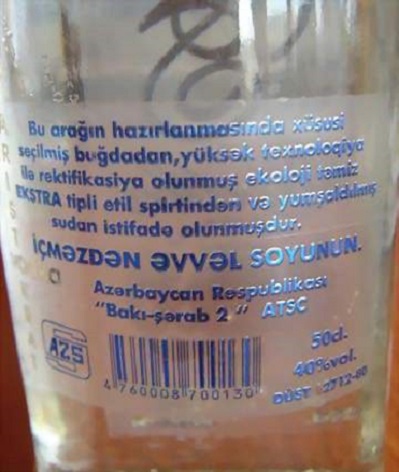 Bu arağın hazırlanmasında xüsusi
seçilmiş buğdadan, yüksək texnologiya
ilə rektifikasiya olunmuş ekoloji təmiz
EKSTRA tipli etil spirtindən və yumşaldılmış
sudan istifadə olunmuşdur.
İÇMƏZDƏN ƏVVƏL SOYUNUN.
Azərbaycan Respublikası
"Bakı-şərab 2" ATSC
50cl.
40%vol.
AZS
4 760008 700130